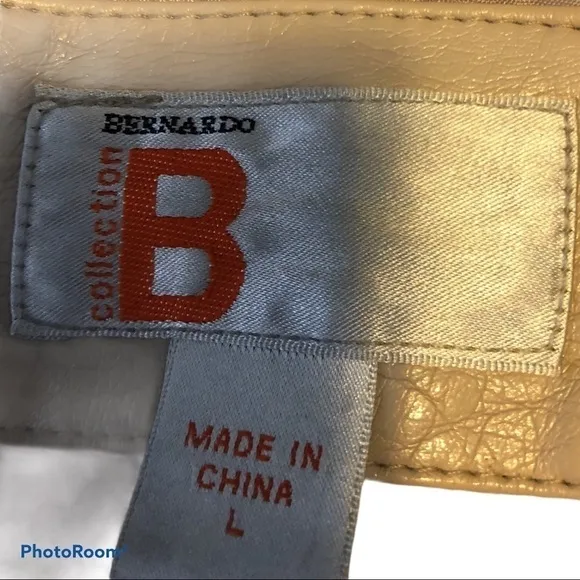 BERNARDO
collection
B
MADE IN
CHINA
L
PhotoRoom